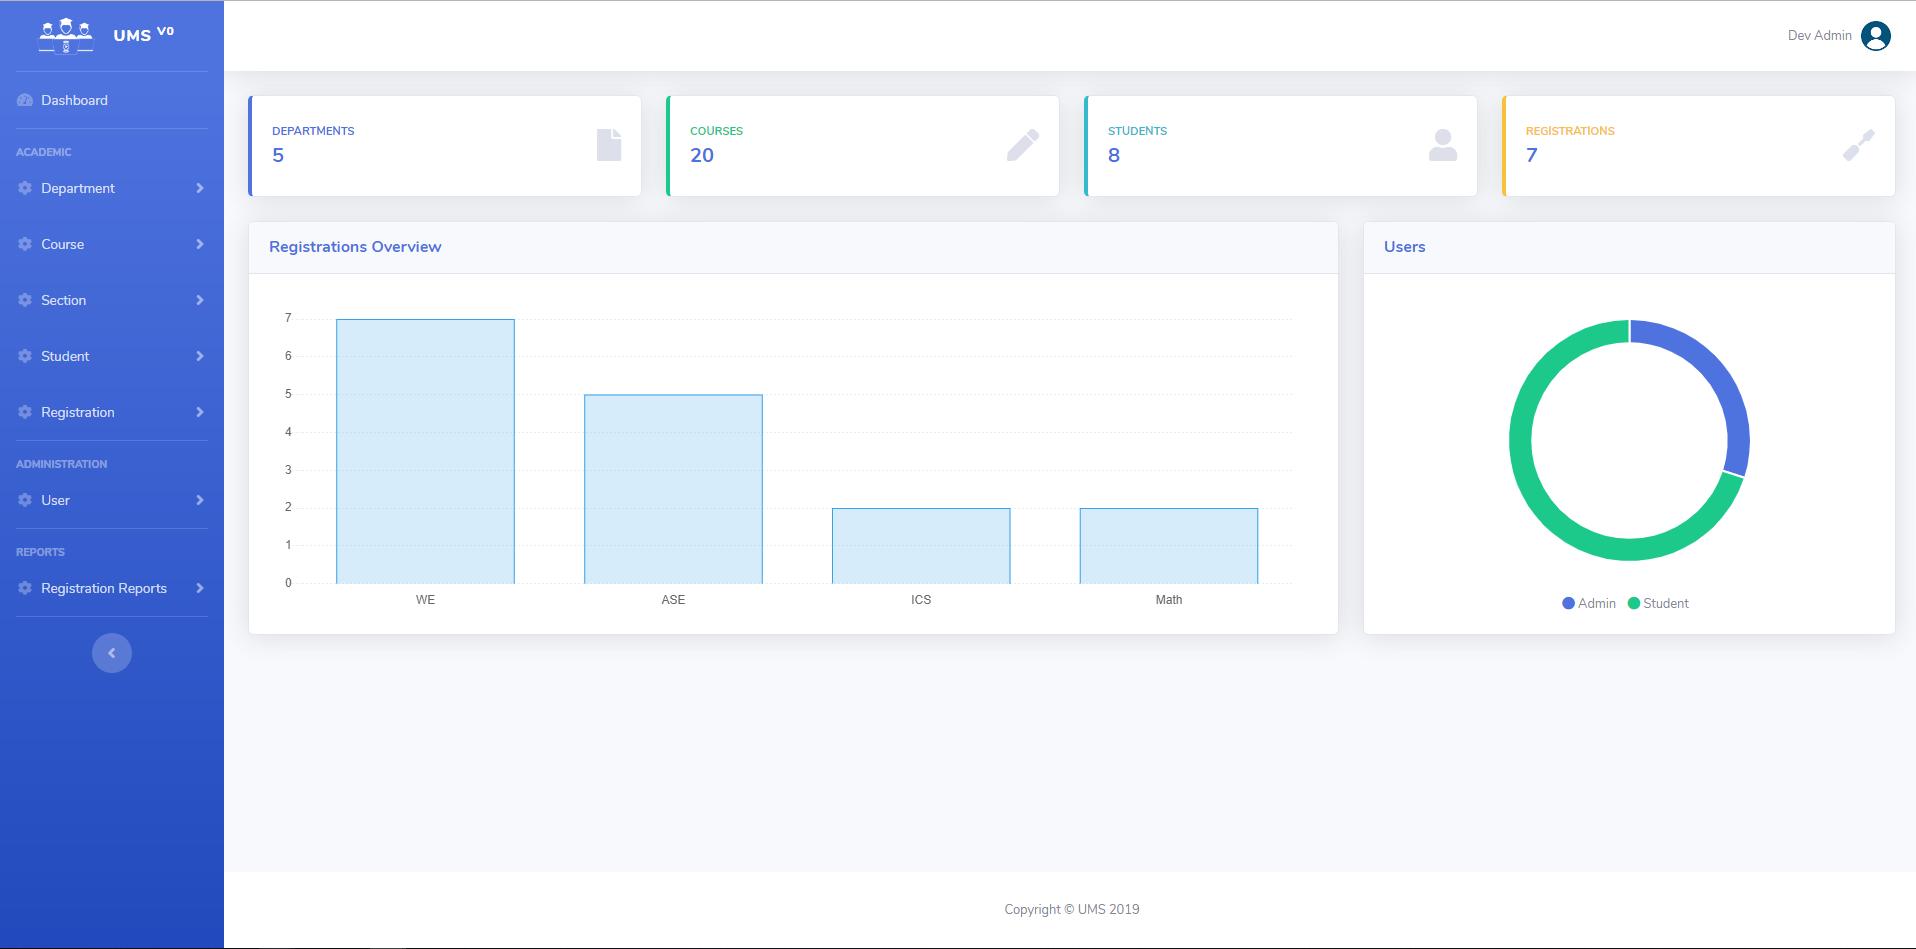 UMS V0
Dashboard
ACADEMIC
Department
Course
Section
Student
Registration
ADMINISTRATION
User
REPORTS
Registration Reports
Dev Admin
DEPARTMENTS
5
COURSES
20
STUDENTS
8
REGISTRATIONS
7
Registrations Overview
7
6
5
4
3
2
1
0
WE ASE ICS Math
Users
Admin Student
Copyright © UMS 2019